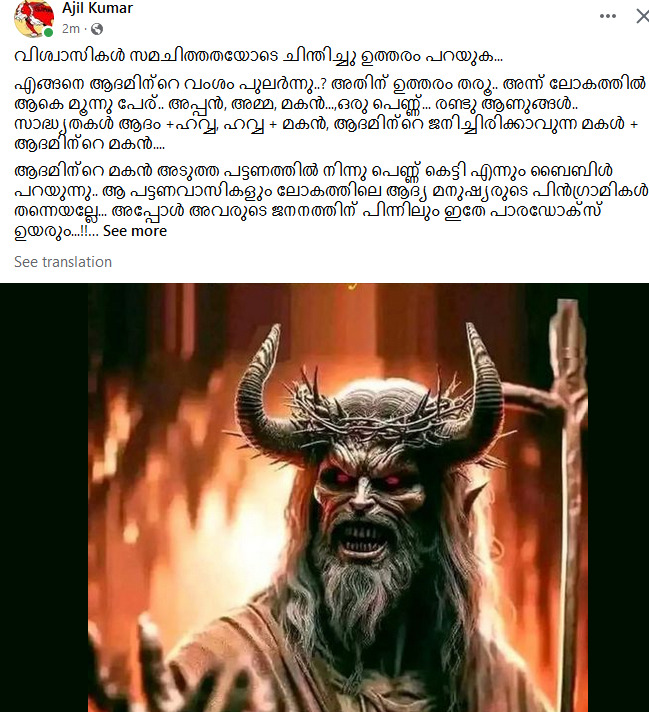 Ajil Kumar
2m
വിശ്വാസികൾ സമചിത്തതയോടെ ചിന്തിച്ചു ഉത്തരം പറയുക...
എങ്ങനെ ആദമിന്റെ വംശം പുലർന്നു..? അതിന് ഉത്തരം തരൂ.. അന്ന് ലോകത്തിൽ
ആകെ മൂന്നു പേര്.. അപ്പൻ, അമ്മ, മകൻ...,ഒരു പെണ്ണ്... രണ്ടു ആണുങ്ങൾ..
സാദ്ധ്യതകൾ ആദം +ഹവ്വ, ഹവ്വ + മകൻ, ആദമിന്റെ ജനിച്ചിരിക്കാവുന്ന മകൾ +
ആദമിന്റെ മകൻ....
ആദമിന്റെ മകൻ അടുത്ത പട്ടണത്തിൽ നിന്നു പെണ്ണ് കെട്ടി എന്നും ബൈബിൾ
പറയുന്നു.. ആ പട്ടണവാസികളും ലോകത്തിലെ ആദ്യ മനുഷ്യരുടെ പിൻഗ്രാമികൾ
തന്നെയല്ലേ... അപ്പോൾ അവരുടെ ജനനത്തിന് പിന്നിലും ഇതേ പാരഡോക്സ്
ഉയരും...!!... See more
See translation